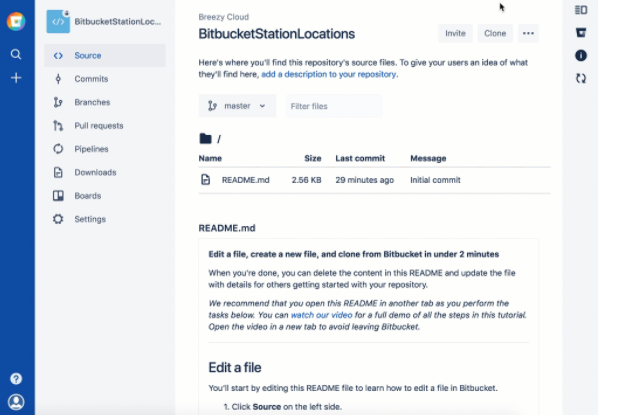 BitbucketStationLoc...
Source
Commits
Branches
Pull requests
Pipelines
Downloads
Boards
Settings
Breezy Cloud
BitbucketStationLocations
Invite
Clone
Here's where you'll find this repository's source files. To give your users an idea of what
they'll find here, add a description to your repository.
master
Filter files
/
Name Size Last commit Message
README.md 2.56 KB 29 minutes ago Initial commit
README.md
Edit a file, create a new file, and clone from Bitbucket in under 2 minutes
When you're done, you can delete the content in this README and update the file
with details for others getting started with your repository.
We recommend that you open this README in another tab as you perform the
tasks below. You can watch our video for a full demo of all the steps in this tutorial.
Open the video in a new tab to avoid leaving Bitbucket.
Edit a file
You'll start by editing this README file to learn how to edit a file in Bitbucket.
1. Click Source on the left side.